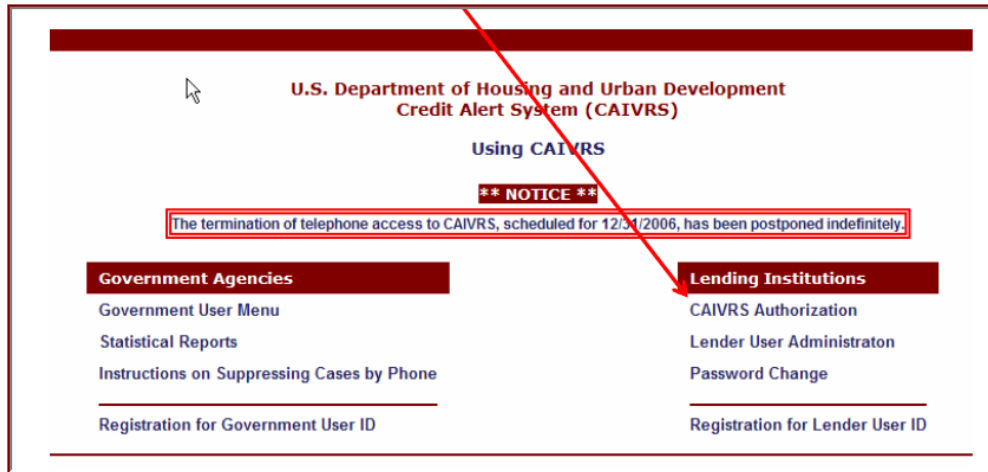 U.S. Department of Housing and Urban Development
Credit Alert System (CAIVRS)
Using CAIVRS
** NOTICE **
The termination of telephone access to CAIVRS, scheduled for 12/31/2006, has been postponed indefinitely.
Government Agencies
Government User Menu
Statistical Reports
Instructions on Suppressing Cases by Phone
Registration for Government User ID
Lending Institutions
CAIVRS Authorization
Lender User Administraton
Password Change
Registration for Lender User ID